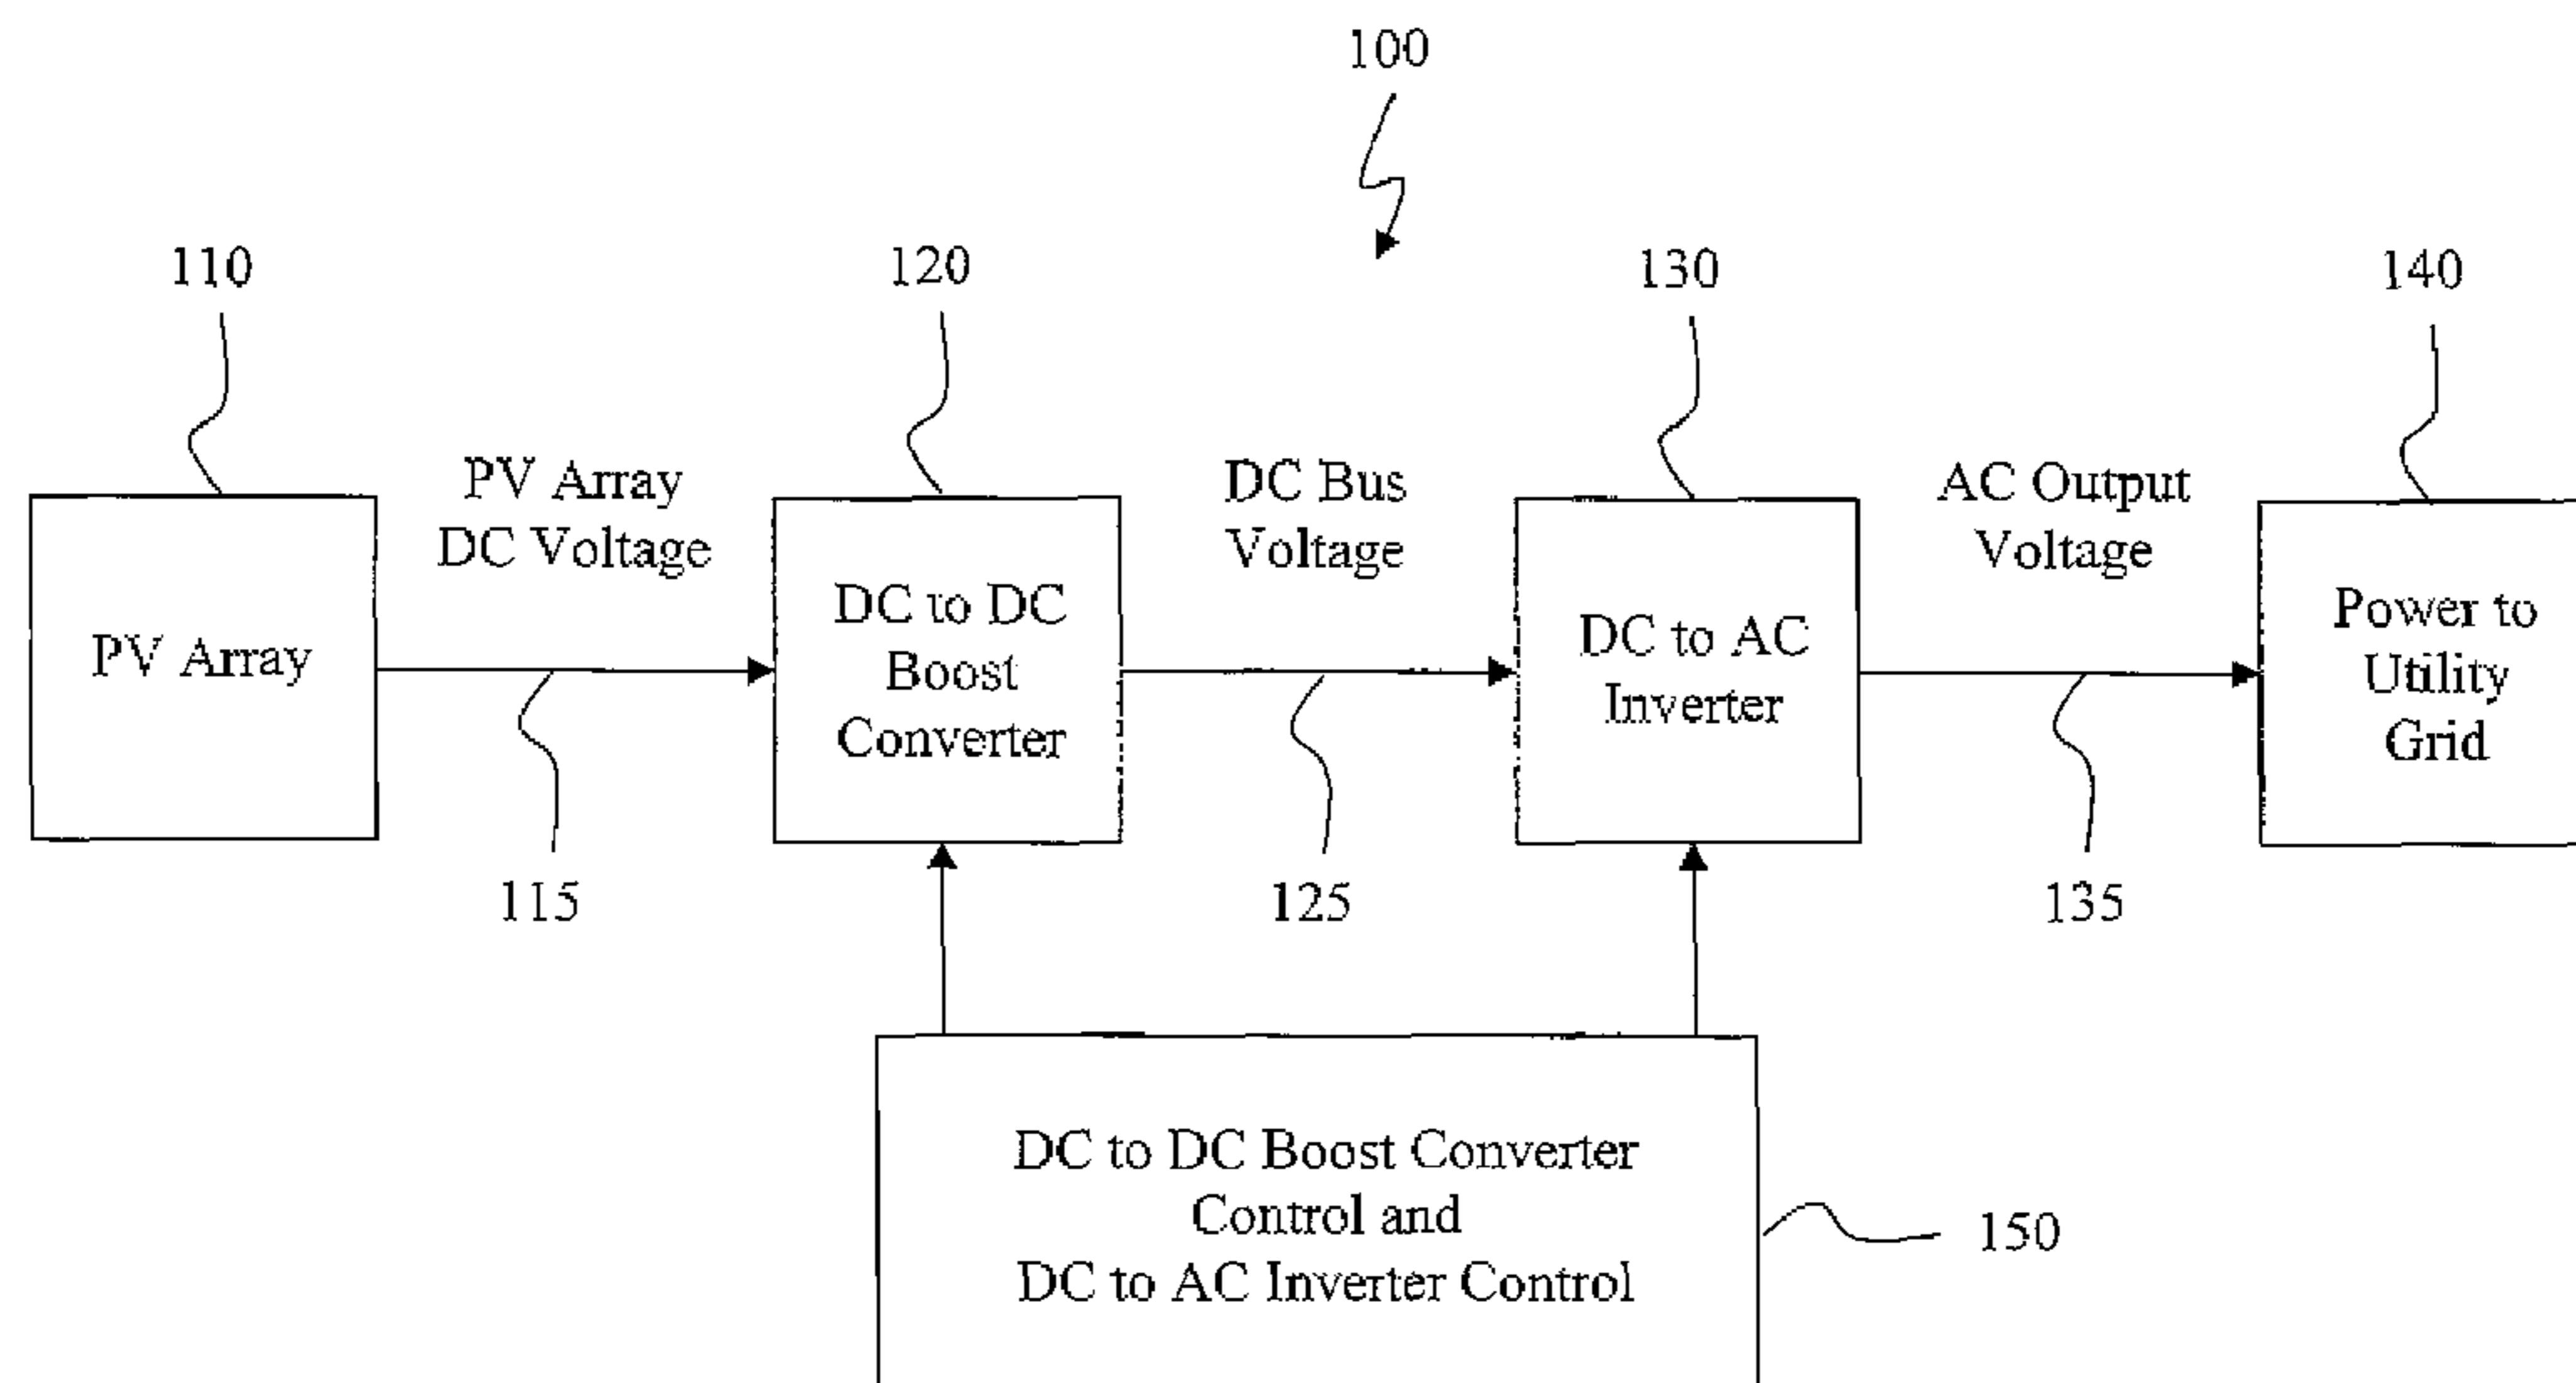 100
110
120
130
140
PV Array
DC Voltage
DC Bus
Voltage
AC Output
Voltage
PV Array
DC to DC
Boost
Converter
DC to AC
Inverter
Power to
Utility
Grid
115
125
135
DC to DC Boost Converter
Control and
DC to AC Inverter Control
150